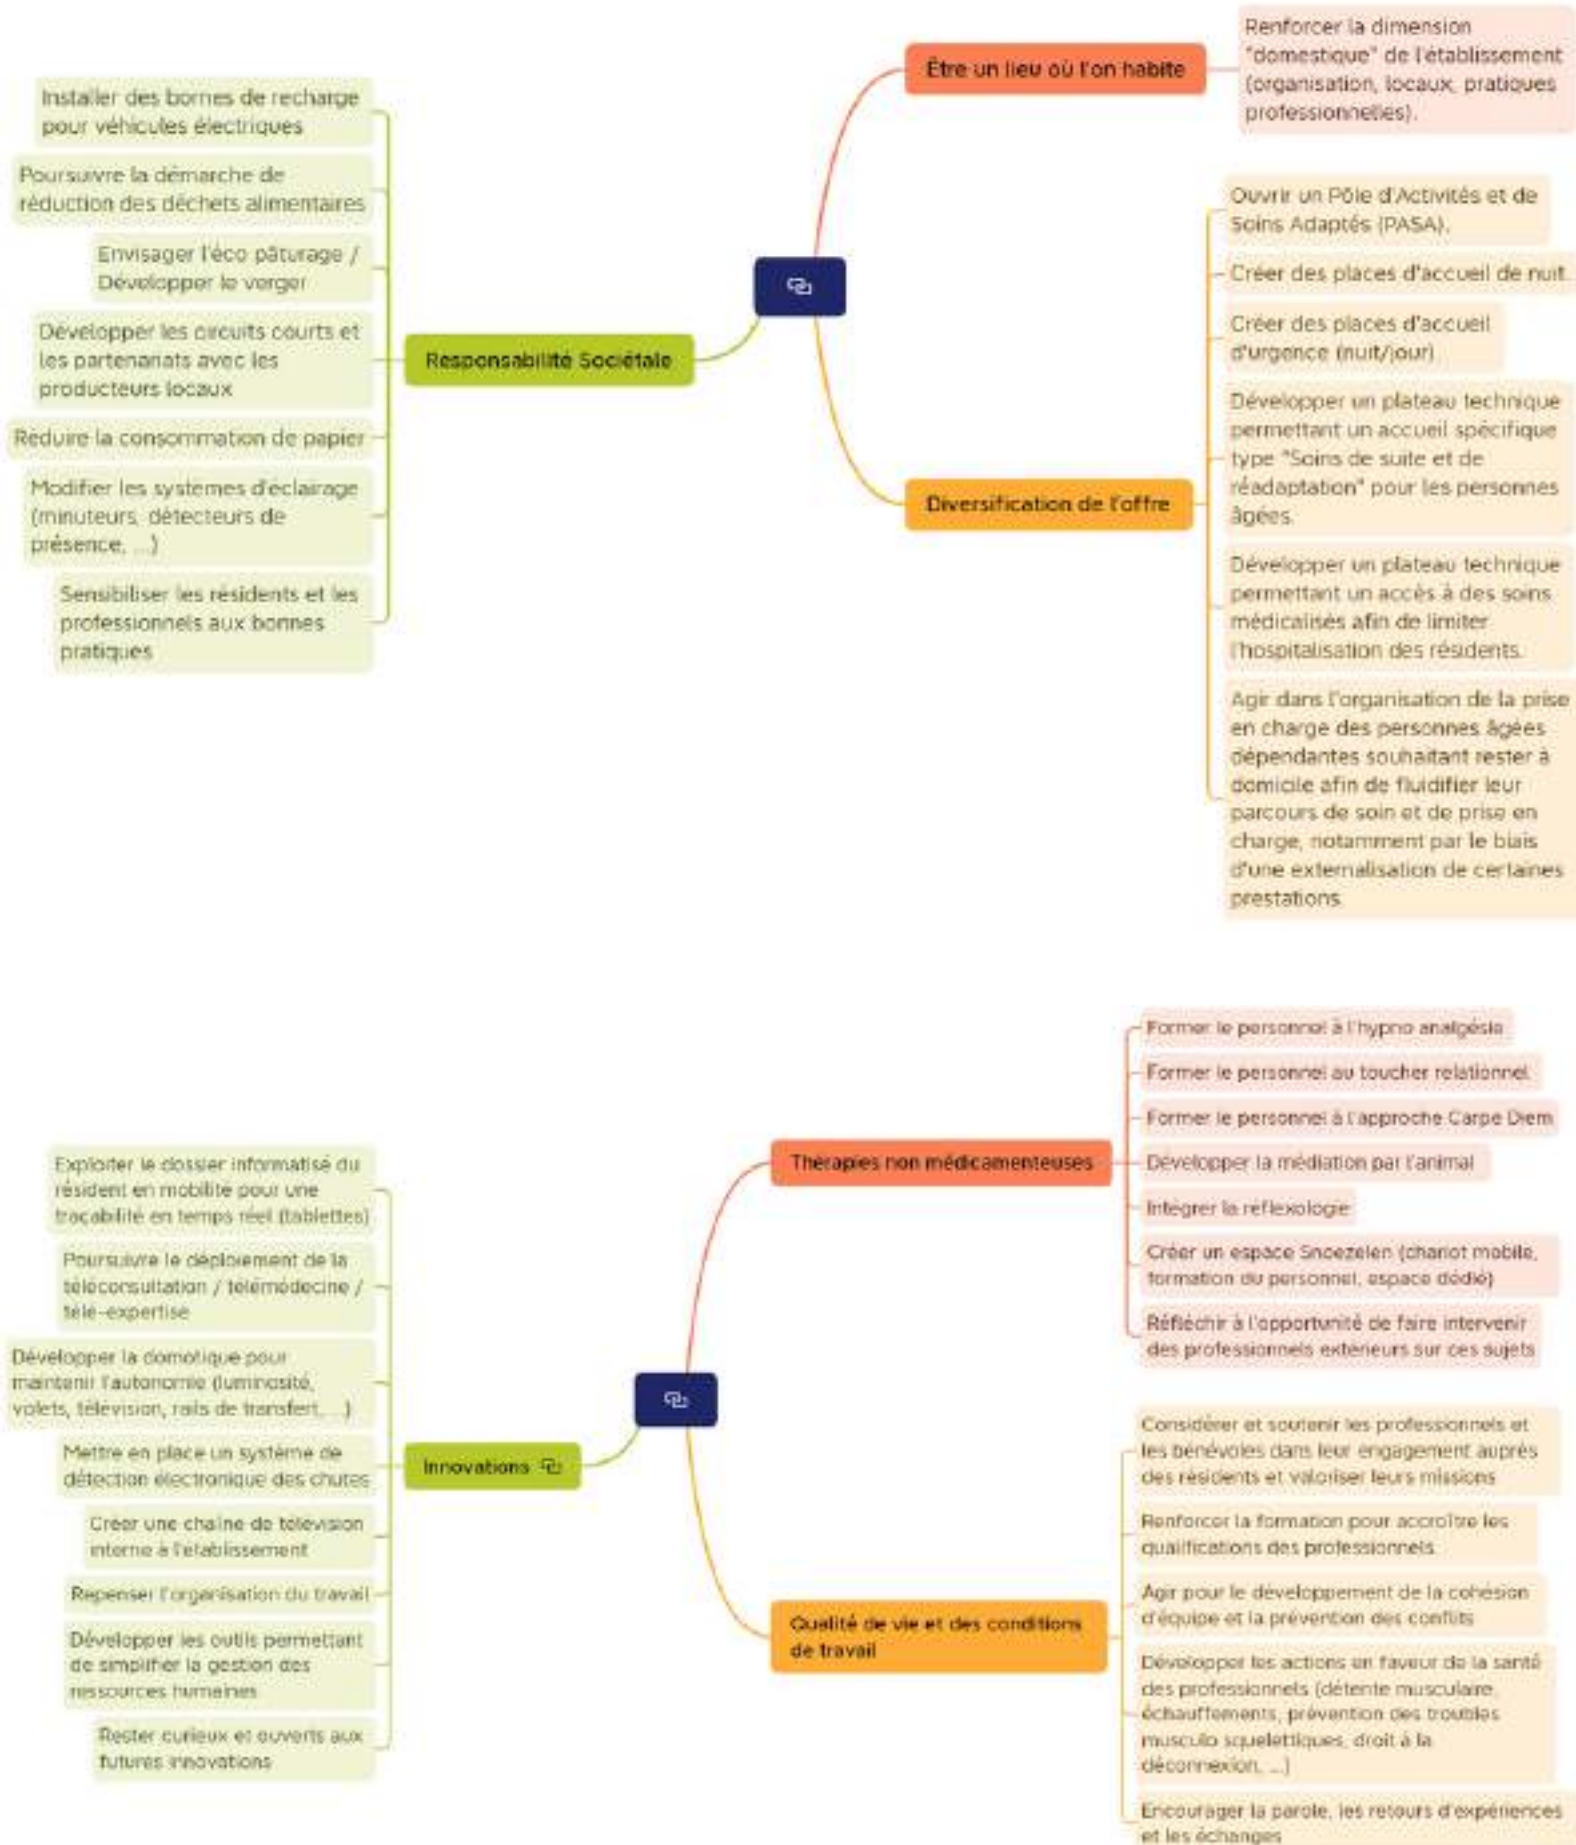 Être un lieu où l'on habite
Renforcer la dimension
"domestique" de l'établissement
(organisation, locaux, pratiques
professionnelles).
Diversification de l'offre
Ouvrir un Pôle d'Activités et de
Soins Adaptés (PASA).
Créer des places d'accueil de nuit.
Créer des places d'accueil
d'urgence (nuit/jour)
Développer un plateau technique
permettant un accueil spécifique
type "Soins de suite et de
réadaptation" pour les personnes
âgées.
Développer un plateau technique
permettant un accès à des soins
médicalisés afin de limiter
l'hospitalisation des résidents.
Agir dans l'organisation de la prise
en charge des personnes âgées
dépendantes souhaitant rester à
domicile afin de fluidifier leur
parcours de soin et de prise en
charge, notamment par le biais
d'une externalisation de certaines
prestations.
Responsabilité Sociétale
Installer des bornes de recharge
pour véhicules électriques
Poursuivre la démarche de
réduction des déchets alimentaires
Envisager l'éco pâturage /
Développer le verger
Développer les circuits courts et
les partenariats avec les
producteurs locaux
Réduire la consommation de papier
Modifier les systèmes d'éclairage
(minuteurs, détecteurs de
présence, ...)
Sensibiliser les résidents et les
professionnels aux bonnes
pratiques
Thérapies non médicamenteuses
Former le personnel à l'hypno analgésie
Former le personnel au toucher relationnel
Former le personnel à l'approche Carpe Diem
Développer la médiation par l'animal
Intégrer la réflexologie
Créer un espace Snoezelen (chariot mobile,
formation du personnel, espace dédié)
Réfléchir à l'opportunité de faire intervenir
des professionnels extérieurs sur ces sujets
Qualité de vie et des conditions
de travail
Considérer et soutenir les professionnels et
les bénévoles dans leur engagement auprès
des résidents et valoriser leurs missions
Renforcer la formation pour accroître les
qualifications des professionnels
Agir pour le développement de la cohésion
d'équipe et la prévention des conflits
Développer les actions en faveur de la santé
des professionnels (détente musculaire,
échauffements, prévention des troubles
musculo squelettiques, droit à la
déconnexion, ...)
Encourager la parole, les retours d'expériences
et les échanges
Innovations
Exploiter le dossier informatisé du
résident en mobilité pour une
traçabilité en temps réel (tablettes)
Poursuivre le déploiement de la
téléconsultation / télémédecine /
télé-expertise
Développer la domotique pour
maintenir l'autonomie (luminosité,
volets, télévision, rails de transfert, ...)
Mettre en place un système de
détection électronique des chutes
Créer une chaîne de télévision
interne à l'établissement
Repenser l'organisation du travail
Développer les outils permettant
de simplifier la gestion des
ressources humaines
Rester curieux et ouverts aux
futures innovations